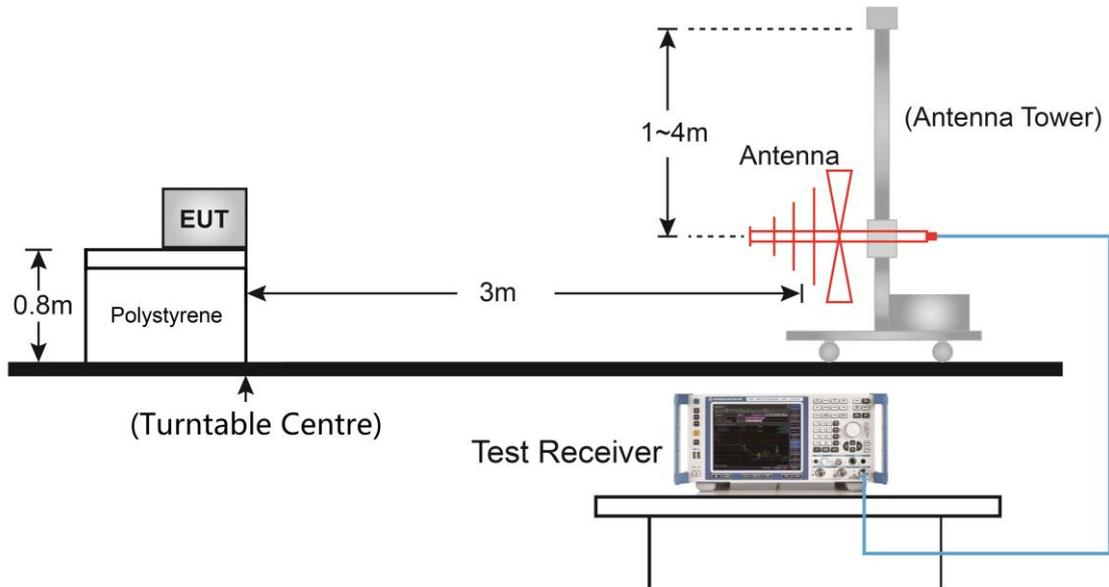 1~4m
(Antenna Tower)
Antenna
EUT
0.8m
Polystyrene
3m
(Turntable Centre)
Test Receiver